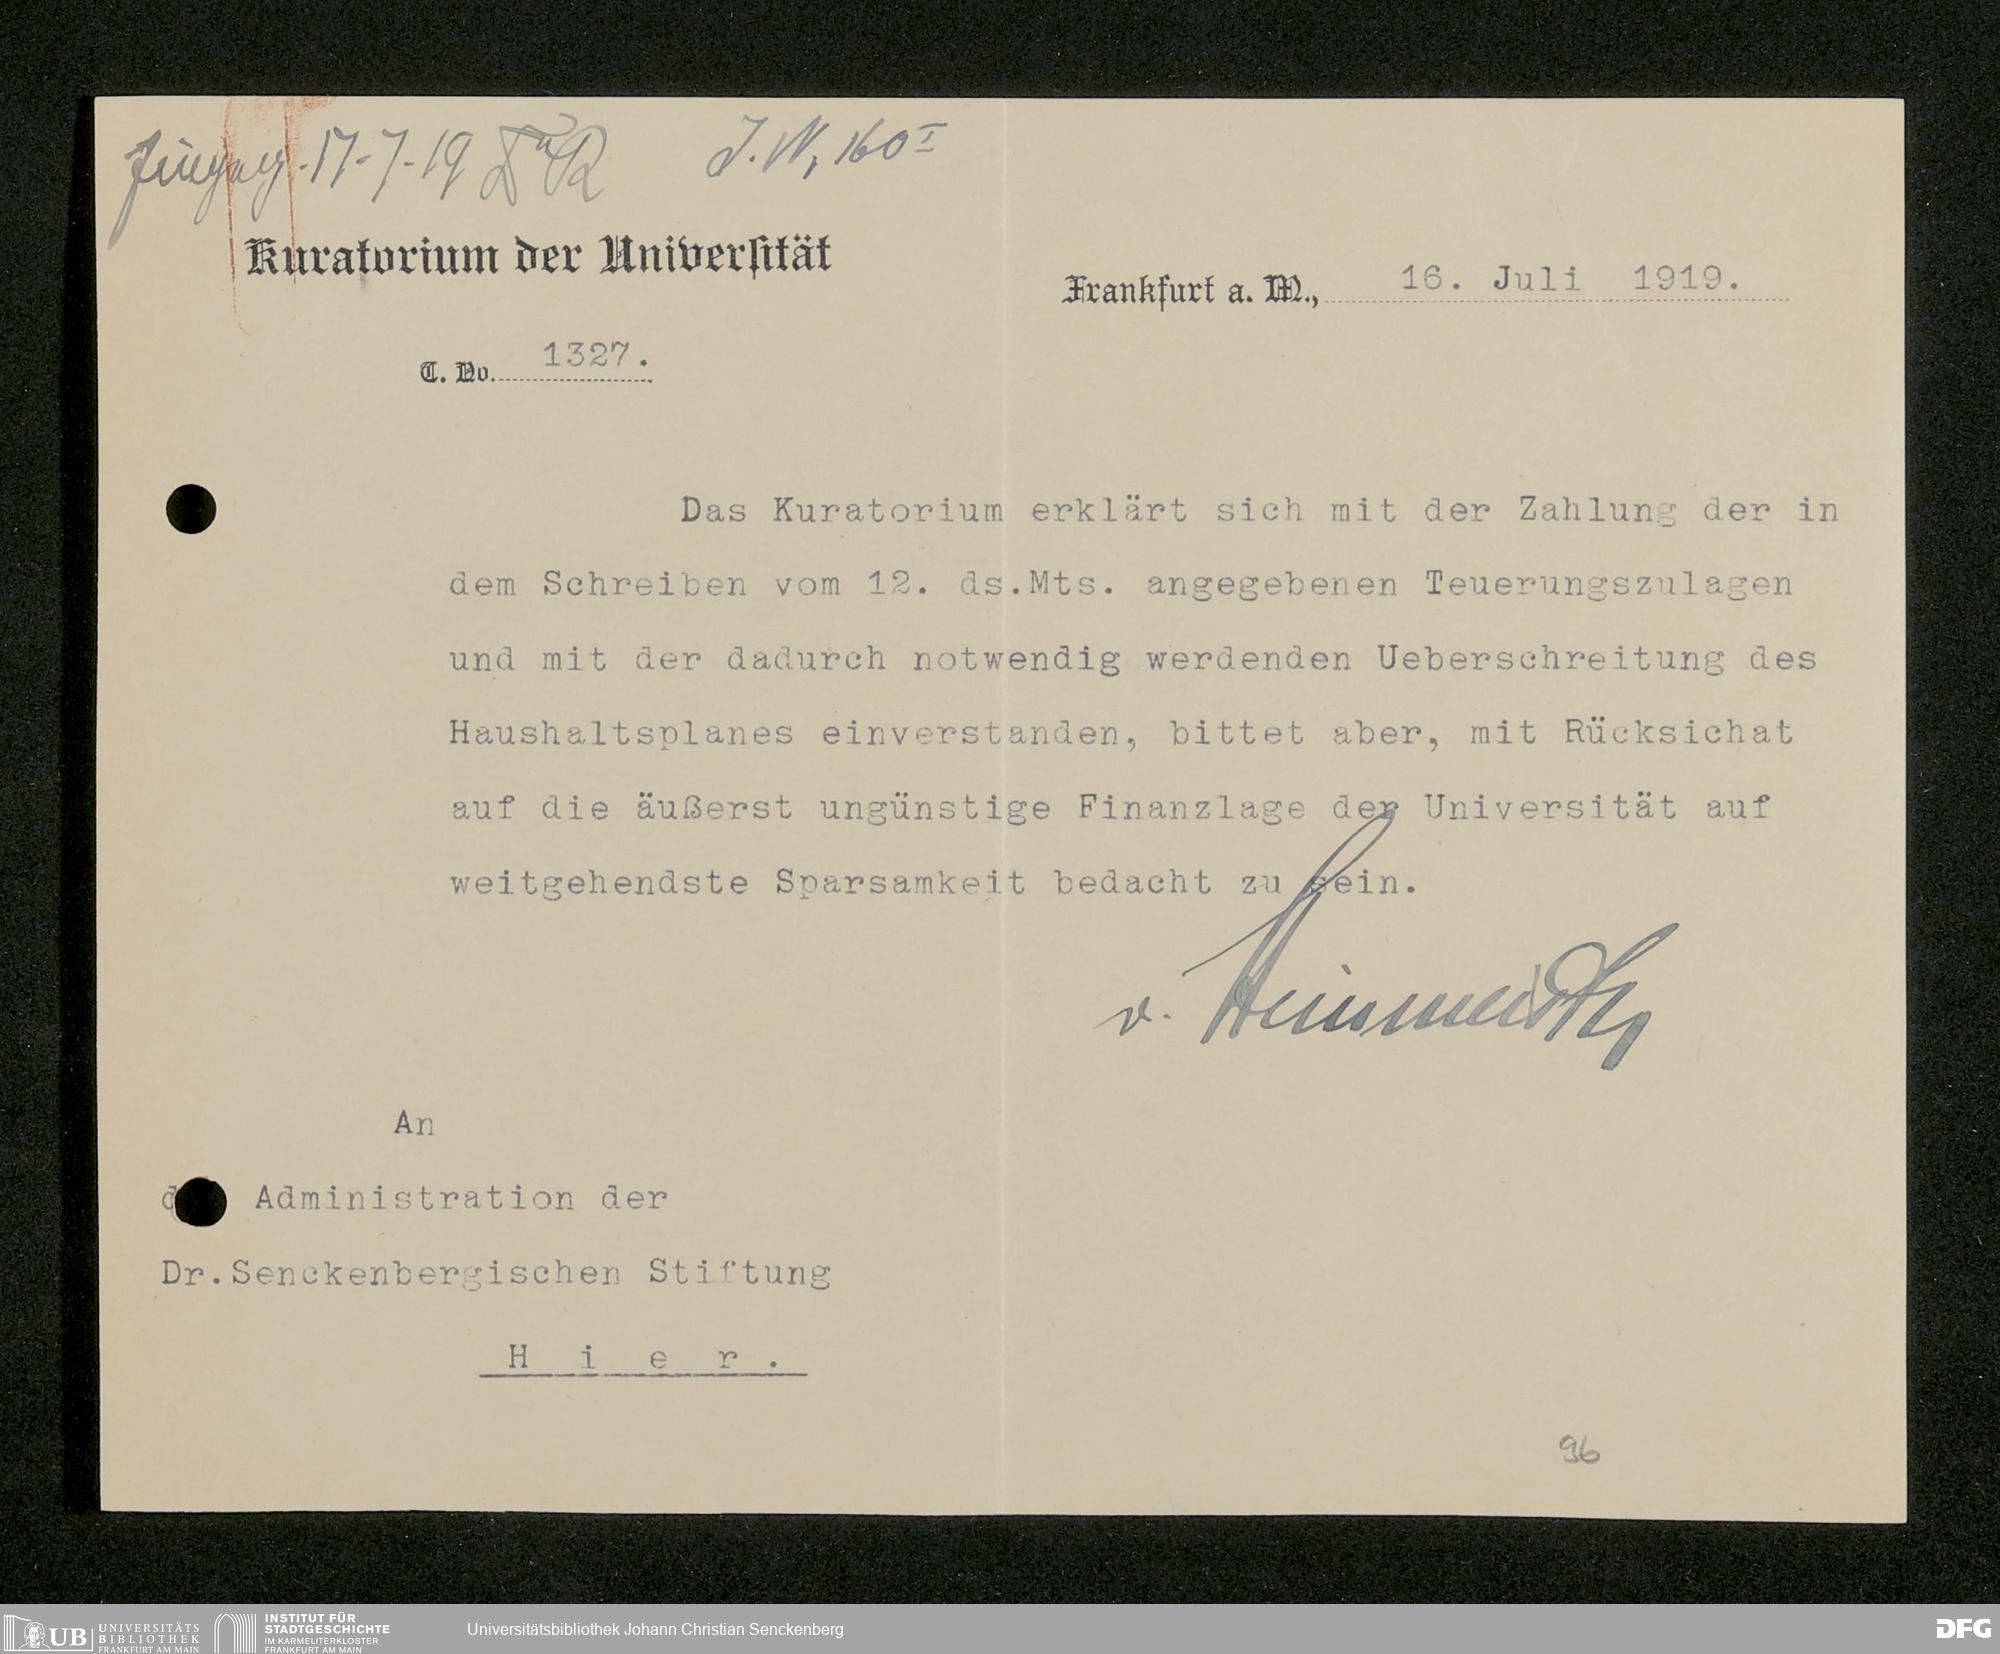 Eingang. 17.-7.-19 J. N, 160 I
Kuratorium der Universität
Frankfurt a. M., 16. Juli 1919.
T. No. 1327.
Das Kuratorium erklärt sich mit der Zahlung der in
dem Schreiben vom 12. ds.Mts. angegebenen Teuerungszulagen
und mit der dadurch notwendig werdenden Ueberschreitung des
Haushaltsplanes einverstanden, bittet aber, mit Rücksichat
auf die äußerst ungünstige Finanzlage der Universität auf
weitgehendste Sparsamkeit bedacht zu sein.
v.
An
Administration der
Dr.Senckenbergischen Stiftung
H i e r .
96
UB UNIVERSITÄTS
BIBLIOTHEK
FRANKFURT AM MAIN
INSTITUT FÜR
STADTGESCHICHTE
IM KARMELITERKLOSTER
FRANKFURT AM MAIN
Universitätsbibliothek Johann Christian Senckenberg
DFG